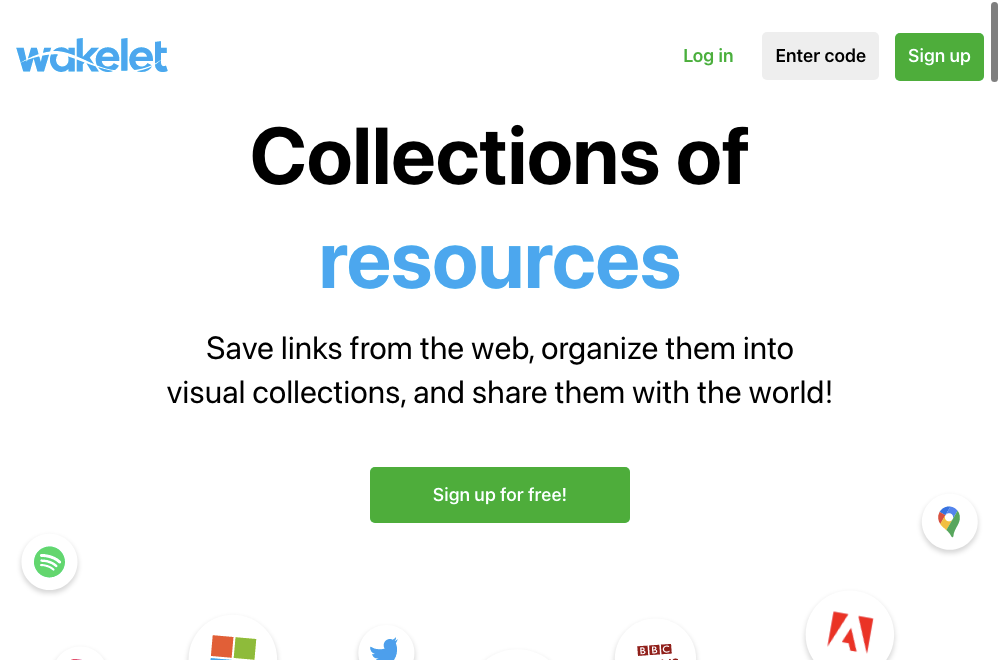 wakelet
Log in
Enter code
Sign up
Collections of
resources
Save links from the web, organize them into
visual collections, and share them with the world!
Sign up for free!
BBC